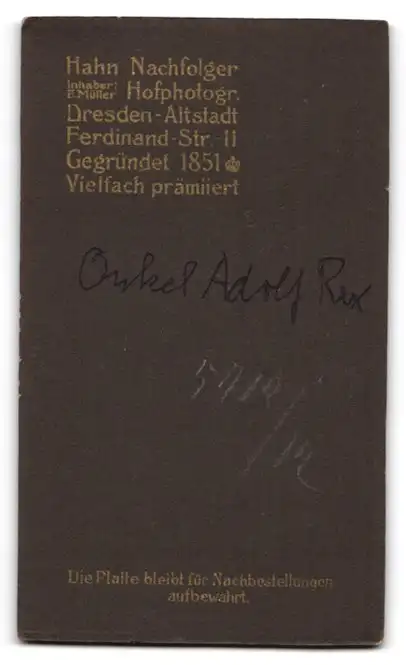 Hahn Nachfolger
Inhaber: E. Müller Hofphotogr.
Dresden-Altstadt
Ferdinand-Str. 11
Gegründet 1851
Vielfach prämiiert
Onkel Adolf Rex
Die Platte bleibt für Nachbestellungen
aufbewahrt.